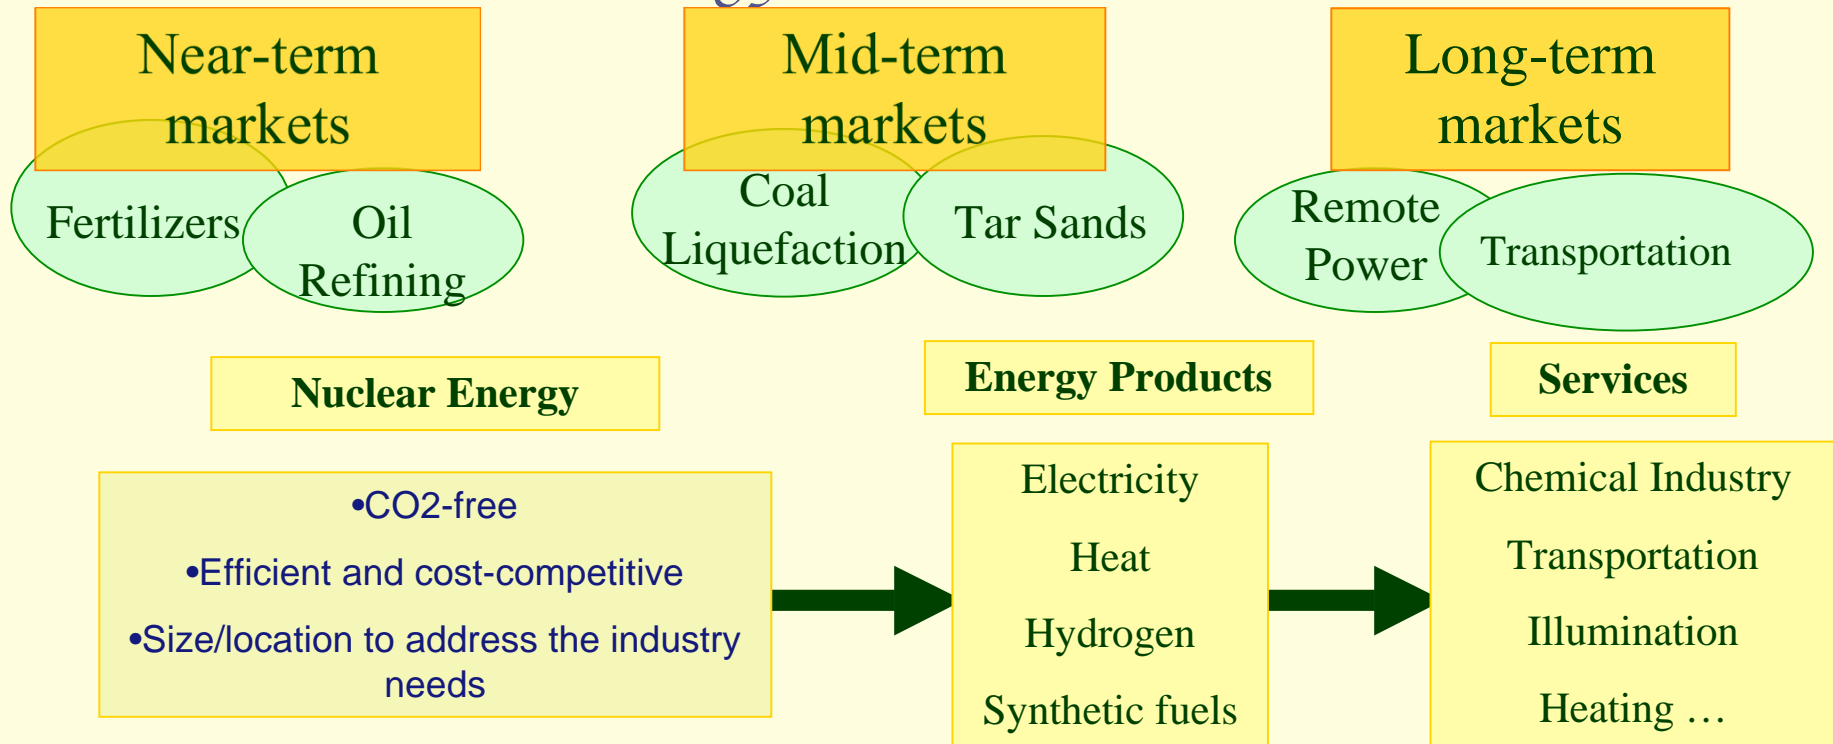 Near-term
markets
Mid-term
markets
Long-term
markets
Fertilizers
Oil
Refining
Coal
Liquefaction
Tar Sands
Remote
Power
Transportation
Nuclear Energy
Energy Products
Services
•CO2-free
•Efficient and cost-competitive
•Size/location to address the industry
needs
Electricity
Heat
Hydrogen
Synthetic fuels
Chemical Industry
Transportation
Illumination
Heating …